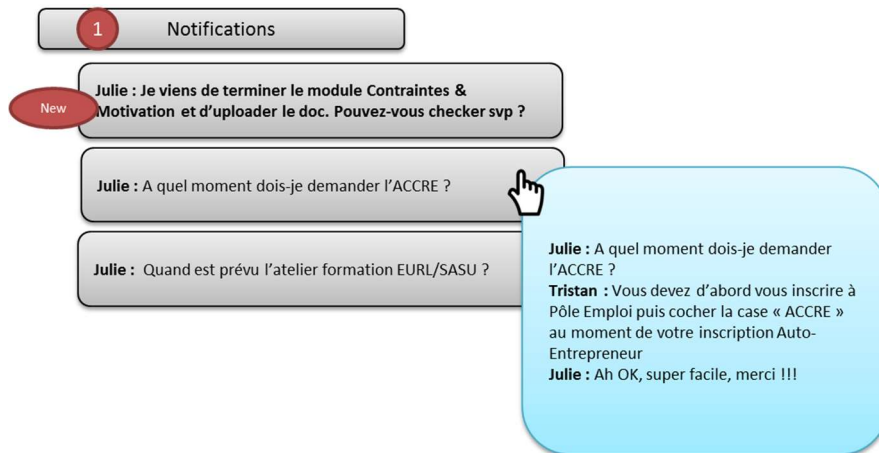 1 Notifications
New
Julie : Je viens de terminer le module Contraintes &
Motivation et d’uploader le doc. Pouvez-vous checker svp ?
Julie : A quel moment dois-je demander l’ACCRE ?
Julie : Quand est prévu l’atelier formation EURL/SASU ?
Julie : A quel moment dois-je demander
l’ACCRE ?
Tristan : Vous devez d’abord vous inscrire à
Pôle Emploi puis cocher la case « ACCRE »
au moment de votre inscription Auto-
Entrepreneur
Julie : Ah OK, super facile, merci !!!